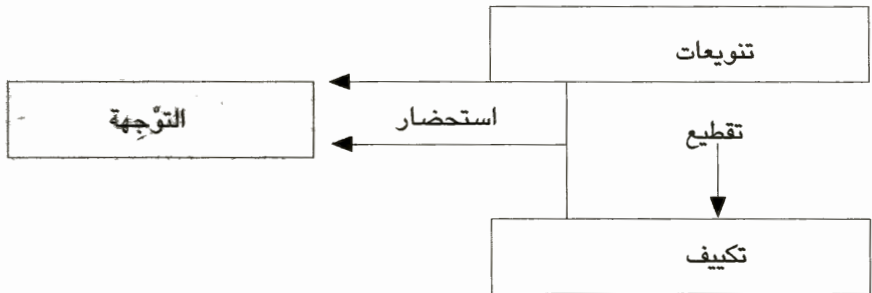 تنويعات
التوجهة
استحضار
تقطيع
تكييف